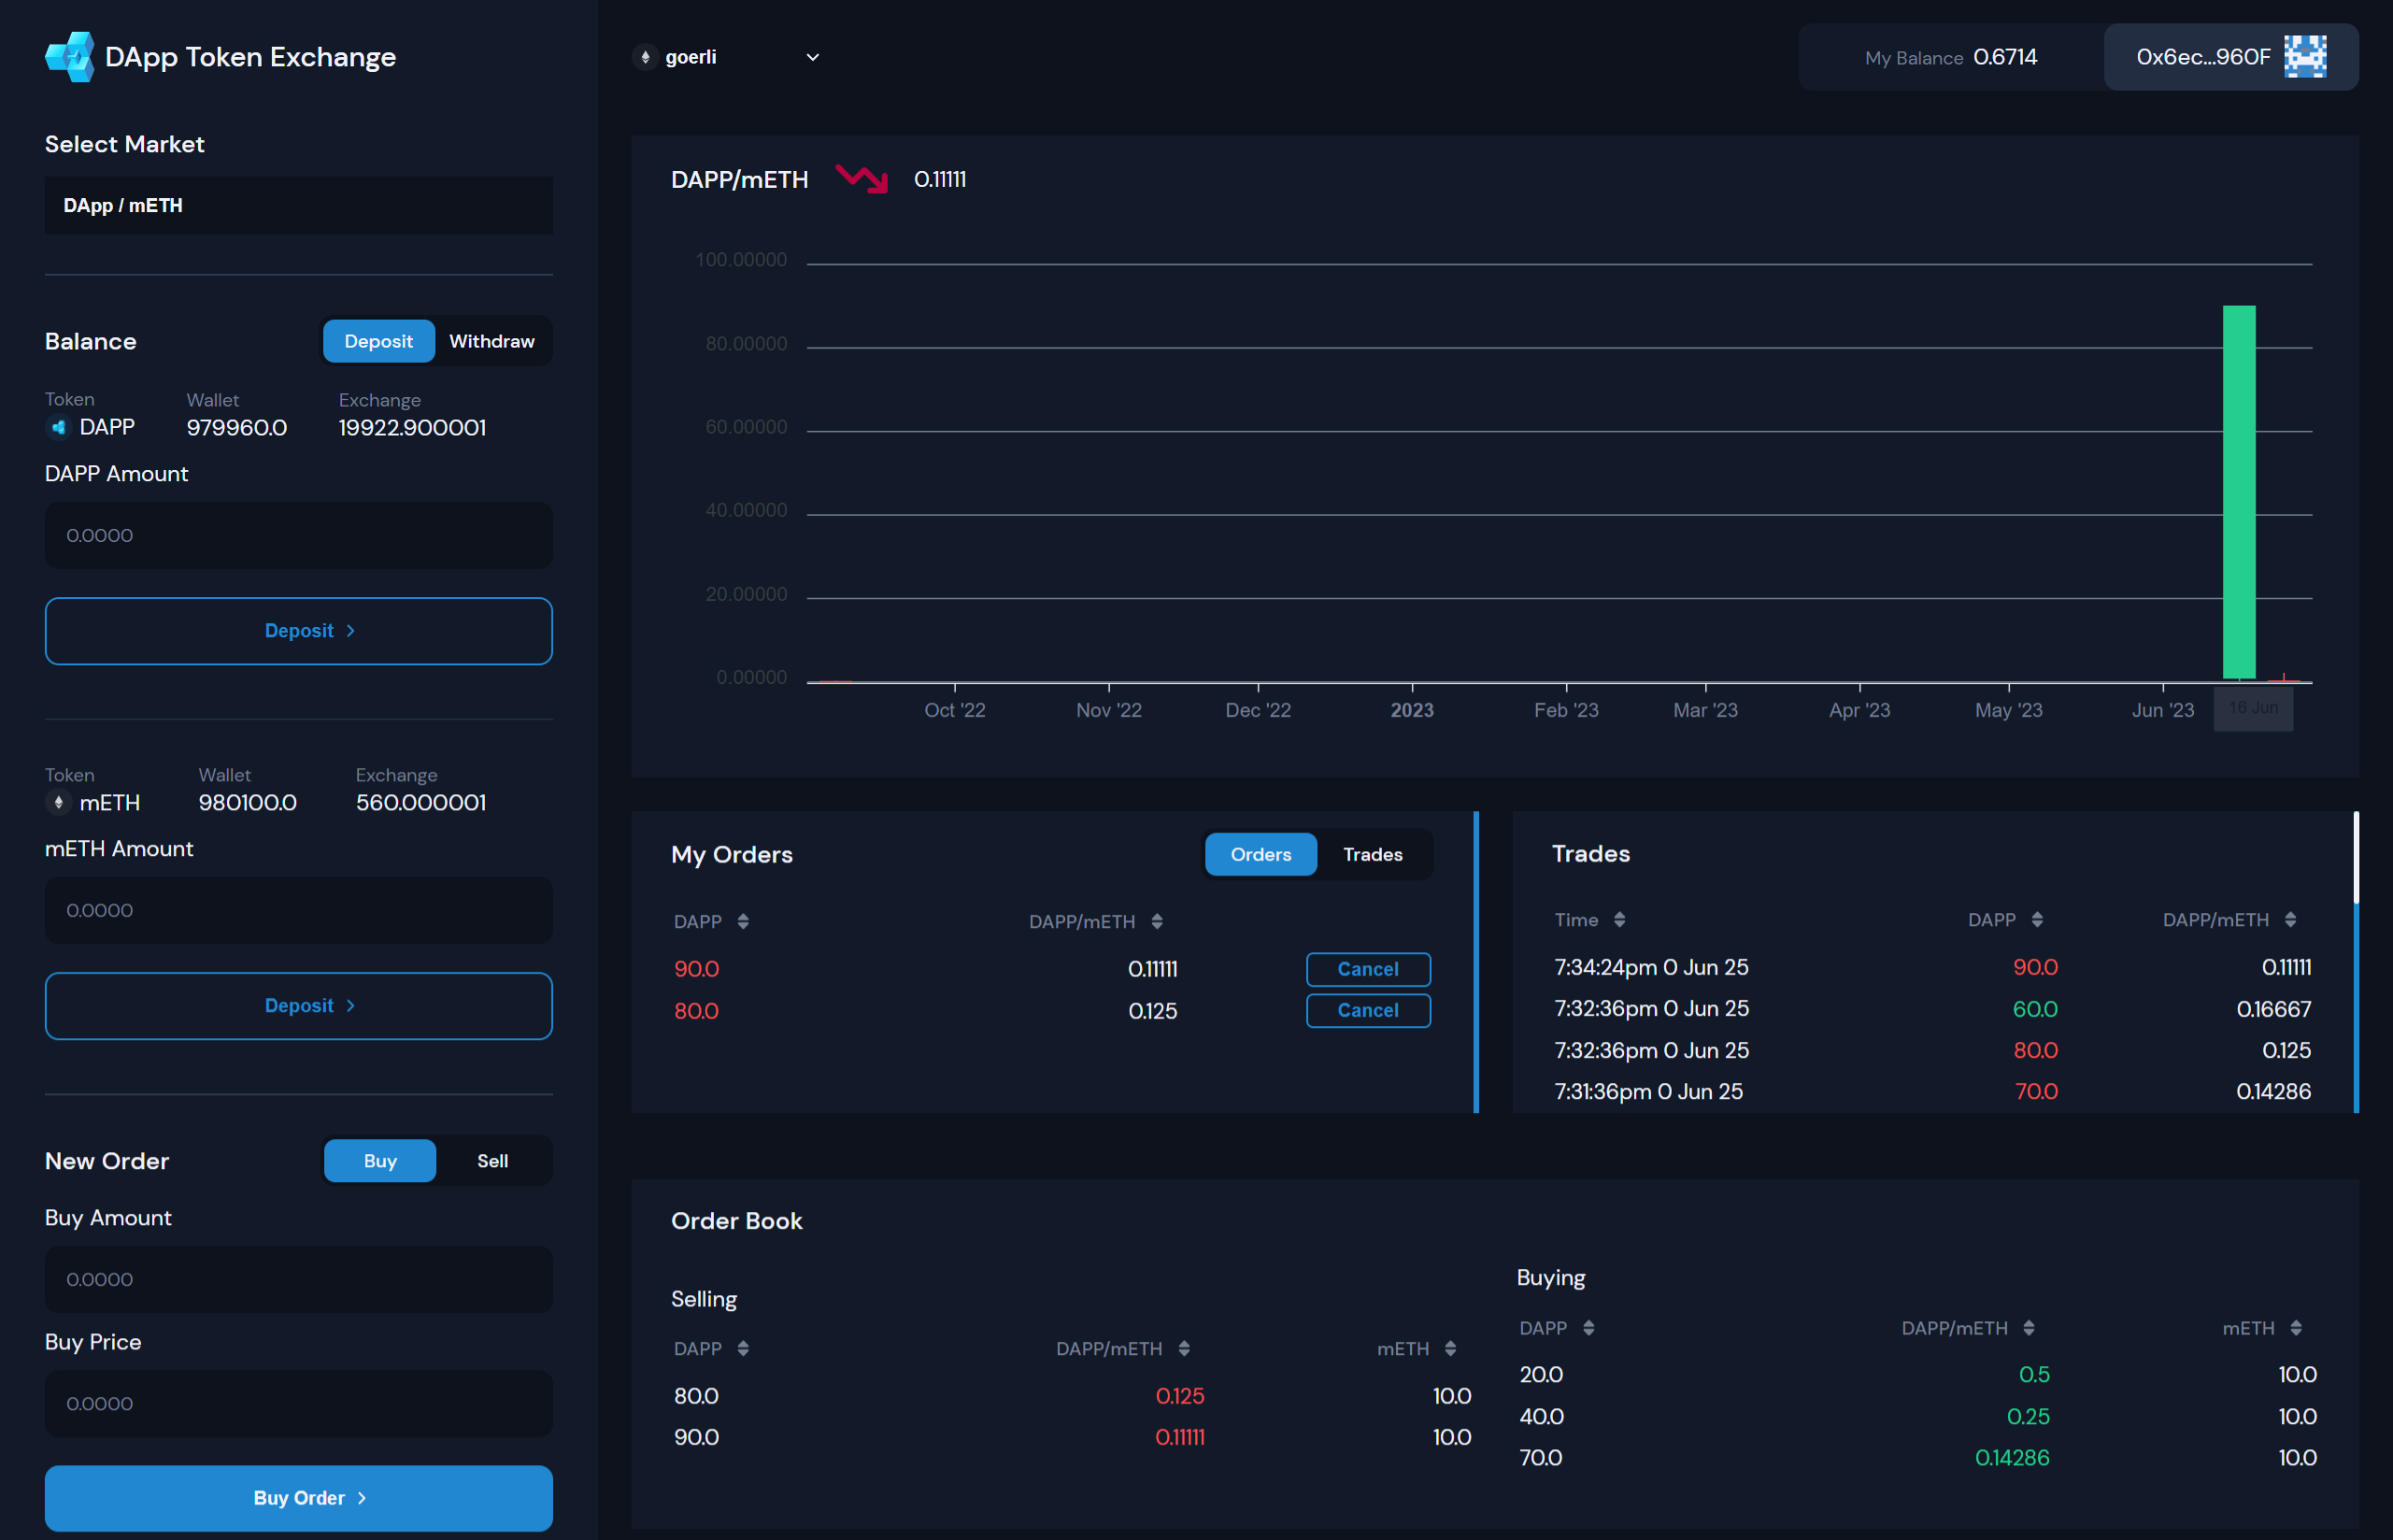 DApp Token Exchange
Select Market
DApp / mETH
Balance
Deposit Withdraw
Token Wallet Exchange
DAPP 979960.0 19922.900001
DAPP Amount
0.0000
Deposit
Token Wallet Exchange
mETH 980100.0 560.000001
mETH Amount
0.0000
Deposit
New Order
Buy Sell
Buy Amount
0.0000
Buy Price
0.0000
Buy Order
goerli
My Balance 0.6714
0x6ec...960F
DAPP/mETH 0.11111
100.00000
80.00000
60.00000
40.00000
20.00000
0.00000
Oct '22 Nov '22 Dec '22 2023 Feb '23 Mar '23 Apr '23 May '23 Jun '23 16 Jun
My Orders
Orders Trades
DAPP DAPP/mETH
90.0 0.11111 Cancel
80.0 0.125 Cancel
Trades
Time DAPP DAPP/mETH
7:34:24pm 0 Jun 25 90.0 0.11111
7:32:36pm 0 Jun 25 60.0 0.16667
7:32:36pm 0 Jun 25 80.0 0.125
7:31:36pm 0 Jun 25 70.0 0.14286
Order Book
Selling
DAPP DAPP/mETH mETH
80.0 0.125 10.0
90.0 0.11111 10.0
Buying
DAPP DAPP/mETH mETH
20.0 0.5 10.0
40.0 0.25 10.0
70.0 0.14286 10.0